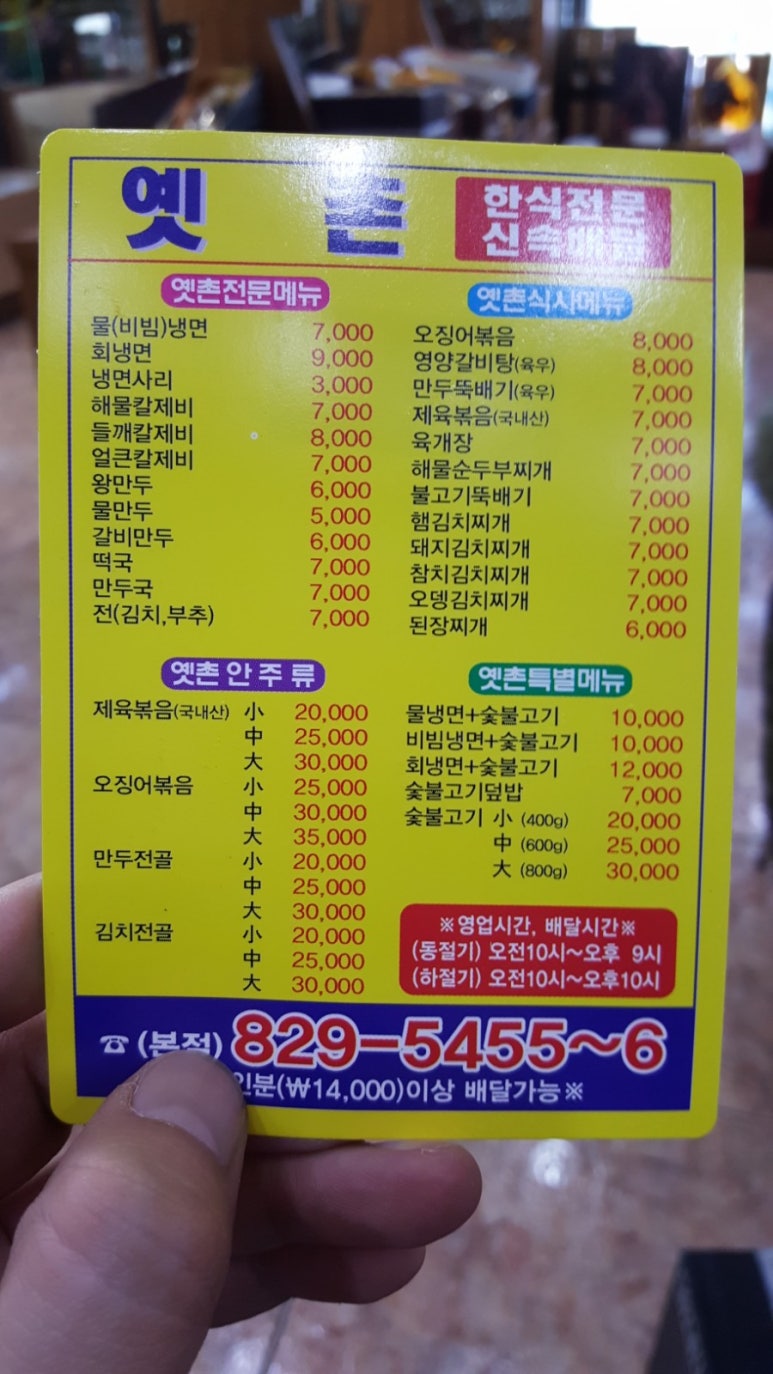 옛 촌
한식전문
신속배달
옛촌전문메뉴
물(비빔)냉면 7,000
회냉면 9,000
냉면사리 3,000
해물칼제비 7,000
들깨칼제비 8,000
얼큰칼제비 7,000
왕만두 6,000
물만두 5,000
갈비만두 6,000
떡국 7,000
만두국 7,000
전(김치,부추) 7,000
옛촌식사메뉴
오징어볶음 8,000
영양갈비탕(육우) 8,000
만두뚝배기(육우) 7,000
제육볶음(국내산) 7,000
육개장 7,000
해물순두부찌개 7,000
불고기뚝배기 7,000
햄김치찌개 7,000
돼지김치찌개 7,000
참치김치찌개 7,000
오뎅김치찌개 7,000
된장찌개 6,000
옛촌 안 주 류
제육볶음(국내산) 小 20,000
中 25,000
大 30,000
오징어볶음 小 25,000
中 30,000
大 35,000
만두전골 小 20,000
中 25,000
大 30,000
김치전골 小 20,000
中 25,000
大 30,000
옛촌특별메뉴
물냉면+숯불고기 10,000
비빔냉면+숯불고기 10,000
회냉면+숯불고기 12,000
숯불고기덮밥 7,000
숯불고기 小 (400g) 20,000
中 (600g) 25,000
大 (800g) 30,000
※영업시간, 배달시간※
(동절기) 오전10시~오후 9시
(하절기) 오전10시~오후10시
☎ (본점) 829-5455~6
인분(₩14,000)이상 배달가능※